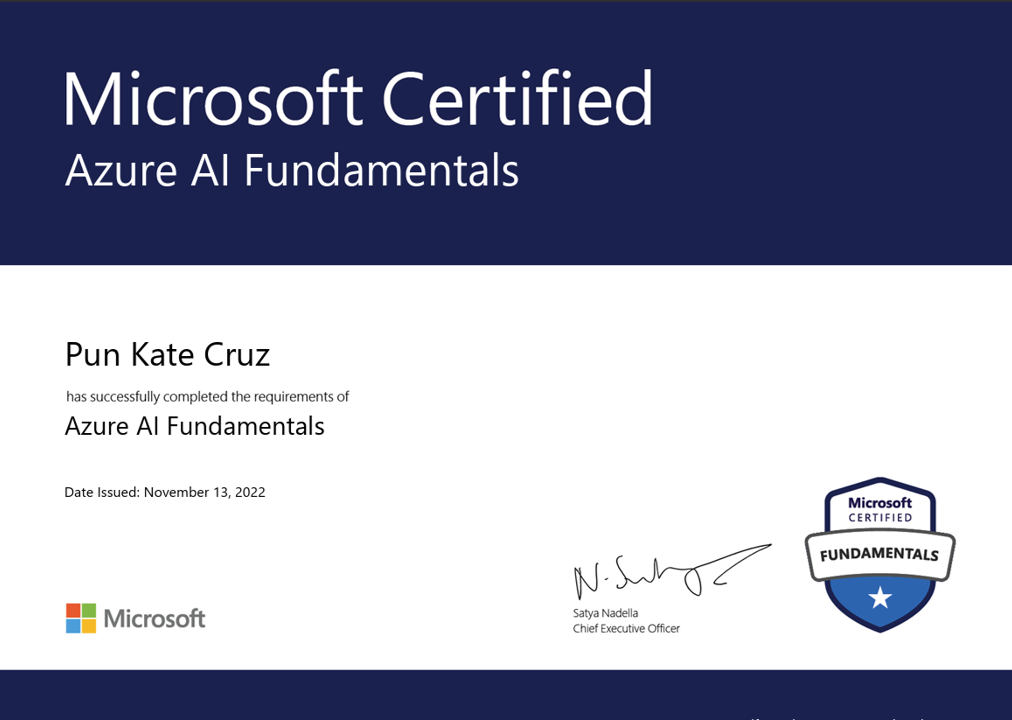 Microsoft Certified
Azure AI Fundamentals
Pun Kate Cruz
has successfully completed the requirements of
Azure AI Fundamentals
Date Issued: November 13, 2022
Microsoft
CERTIFIED
FUNDAMENTALS
Satya Nadella
Chief Executive Officer
Microsoft